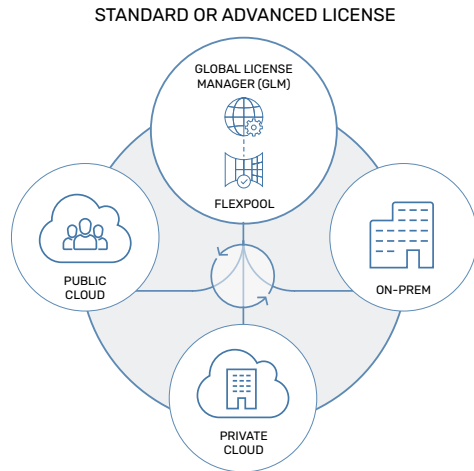 STANDARD OR ADVANCED LICENSE
GLOBAL LICENSE
MANAGER (GLM)
FLEXPOOL
PUBLIC
CLOUD
ON-PREM
PRIVATE
CLOUD